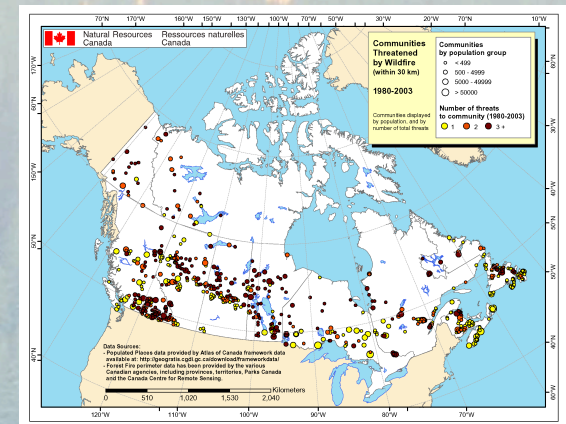 70°W 170°W 160°W 150°W 140°W 130°W 120°W 110°W 100°W 90°W 80°W 70°W 60°W 50°W 40°W 30°W 20°W 10°W
Natural Resources Ressources naturelles
Canada Canada
Communities
Threatened
by Wildfire
(within 30 km)
1980-2003
Communities displayed
by population, and by
number of total threats
Communities
by population group
< 499
500 - 4999
5000 - 49999
> 50000
Number of threats
to community (1980-2003)
1 2 3 +
Data Sources:
- Populated Places data provided by Atlas of Canada framework data
available at: http://geogratis.cgdi.gc.ca/download/frameworkdata/
- Forest Fire perimeter data has been provided by the various
Canadian agencies, including provinces, territories, Parks Canada
and the Canada Centre for Remote Sensing.
Kilometers
0 510 1,020 1,530 2,040
120°W 110°W 100°W 90°W 80°W 70°W